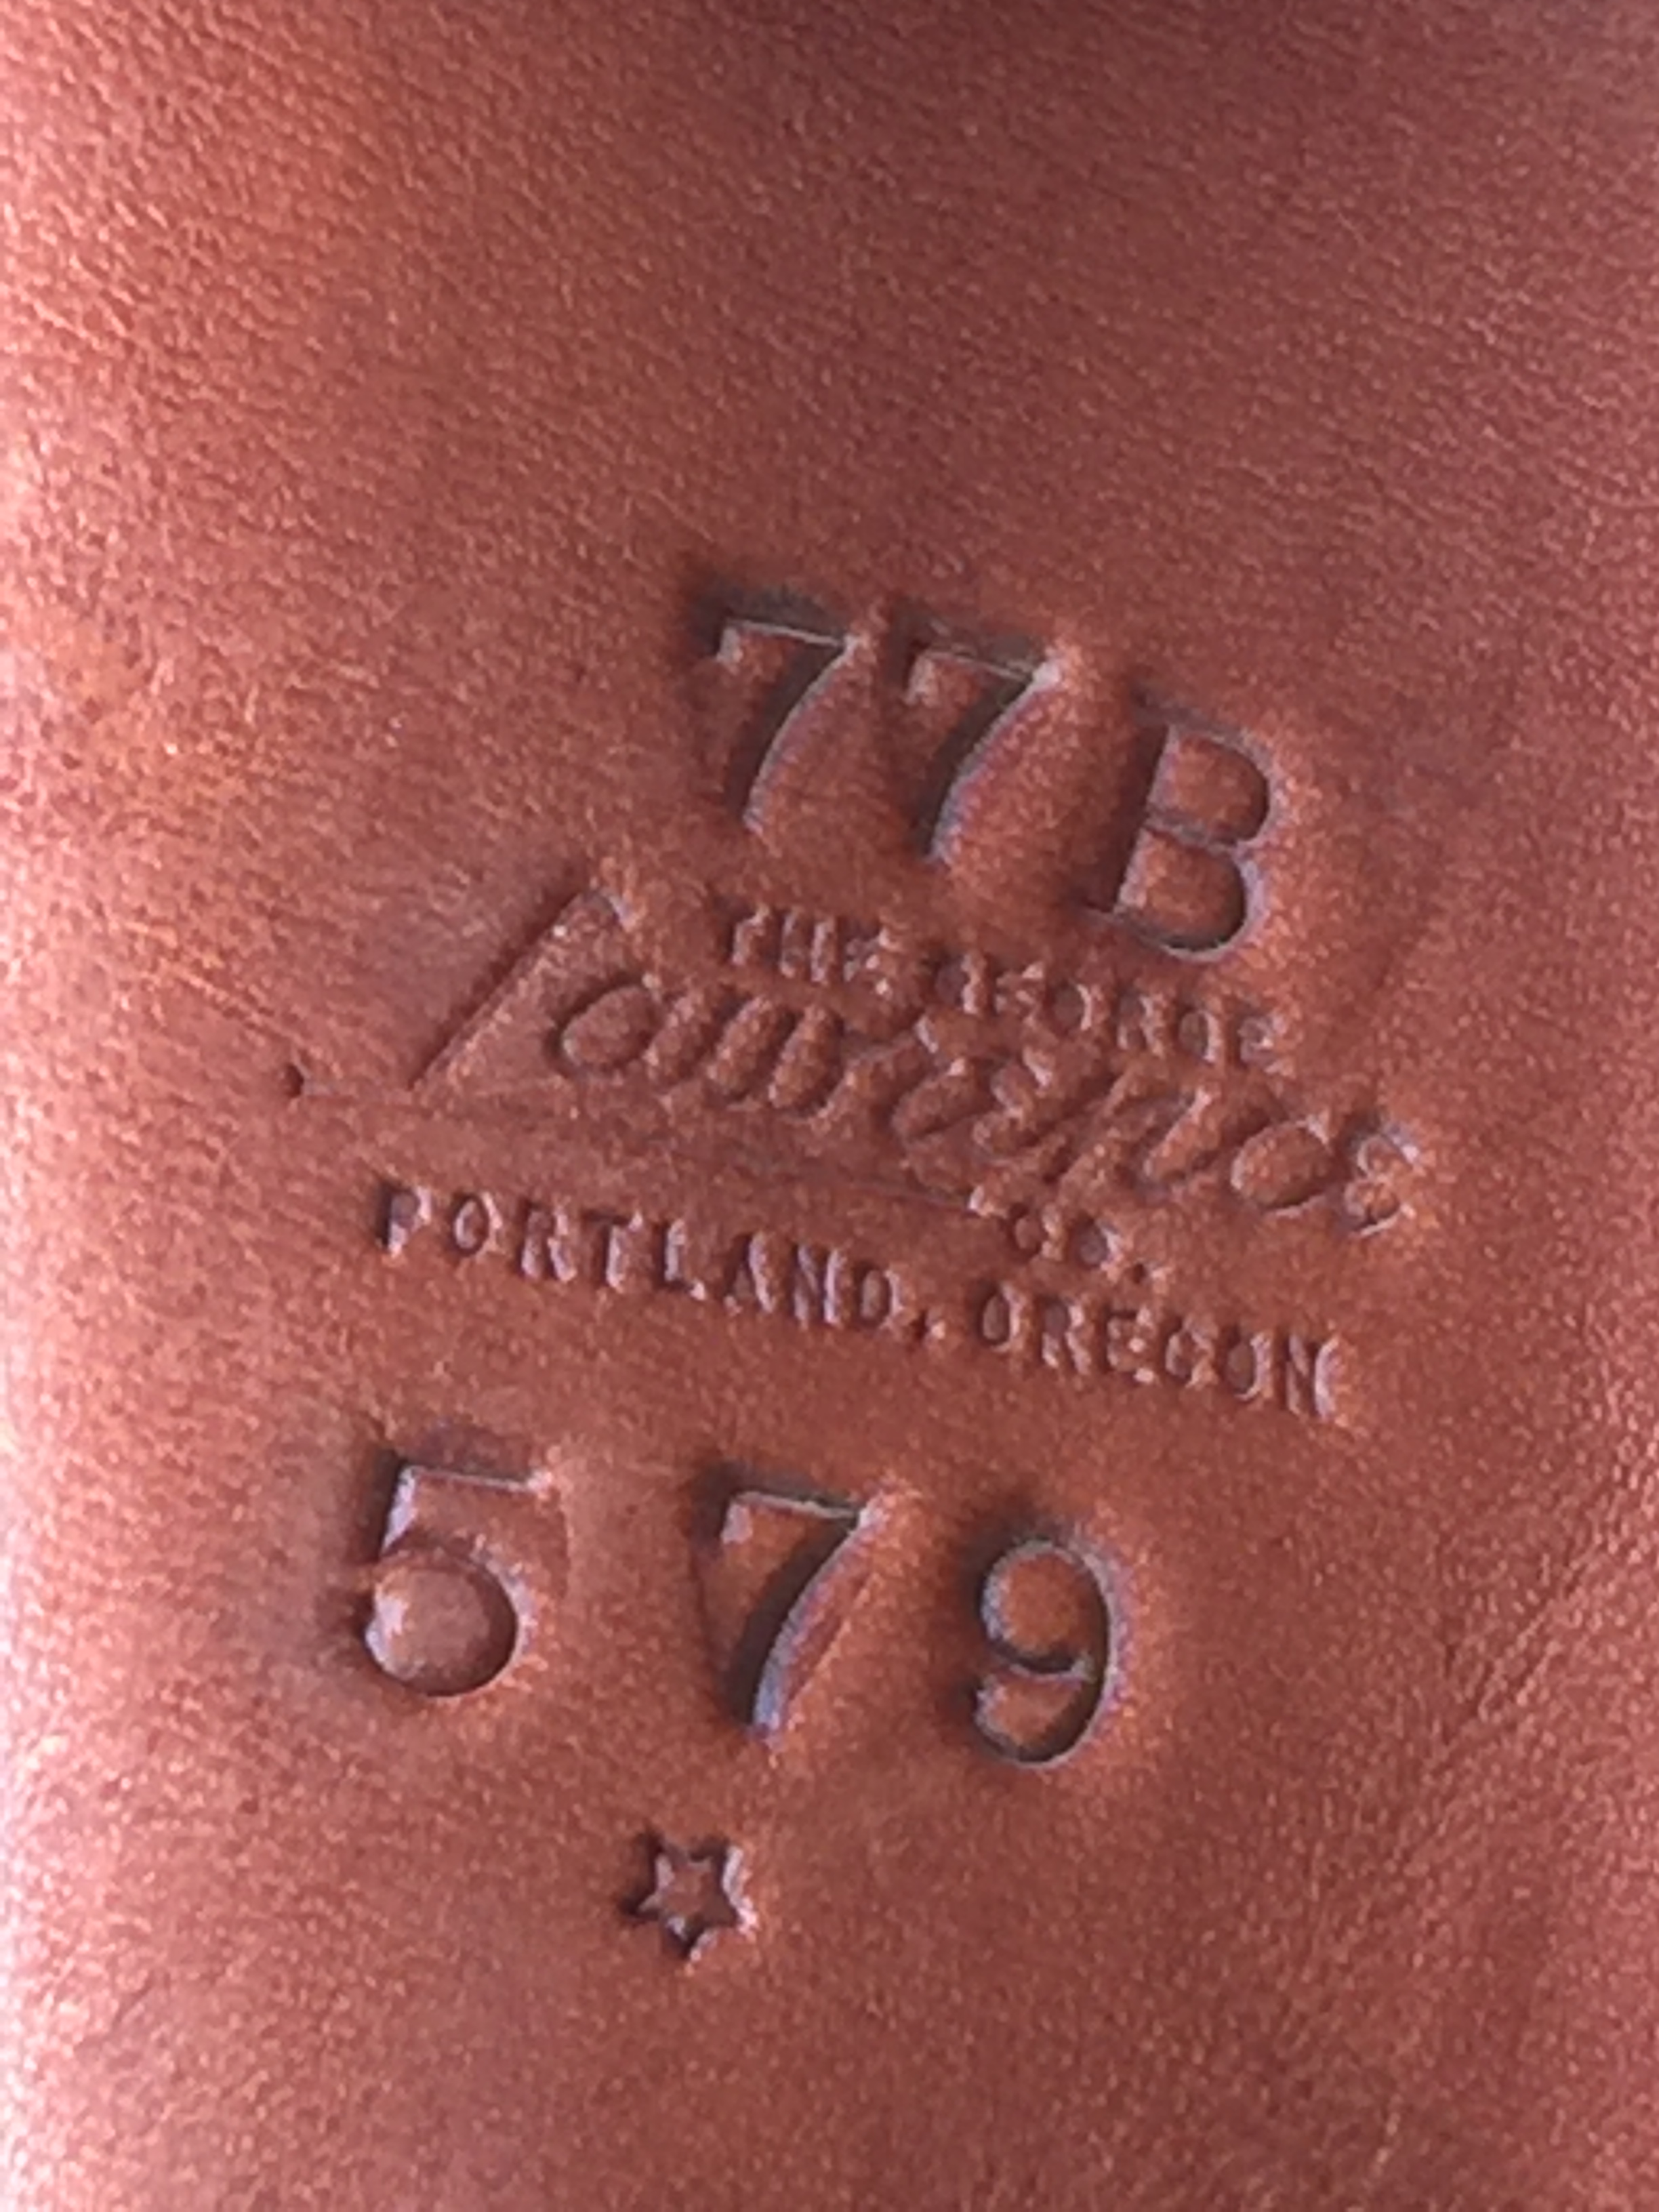 77B
THE GEORGE
Lawrence
CO.
PORTLAND, OREGON
579